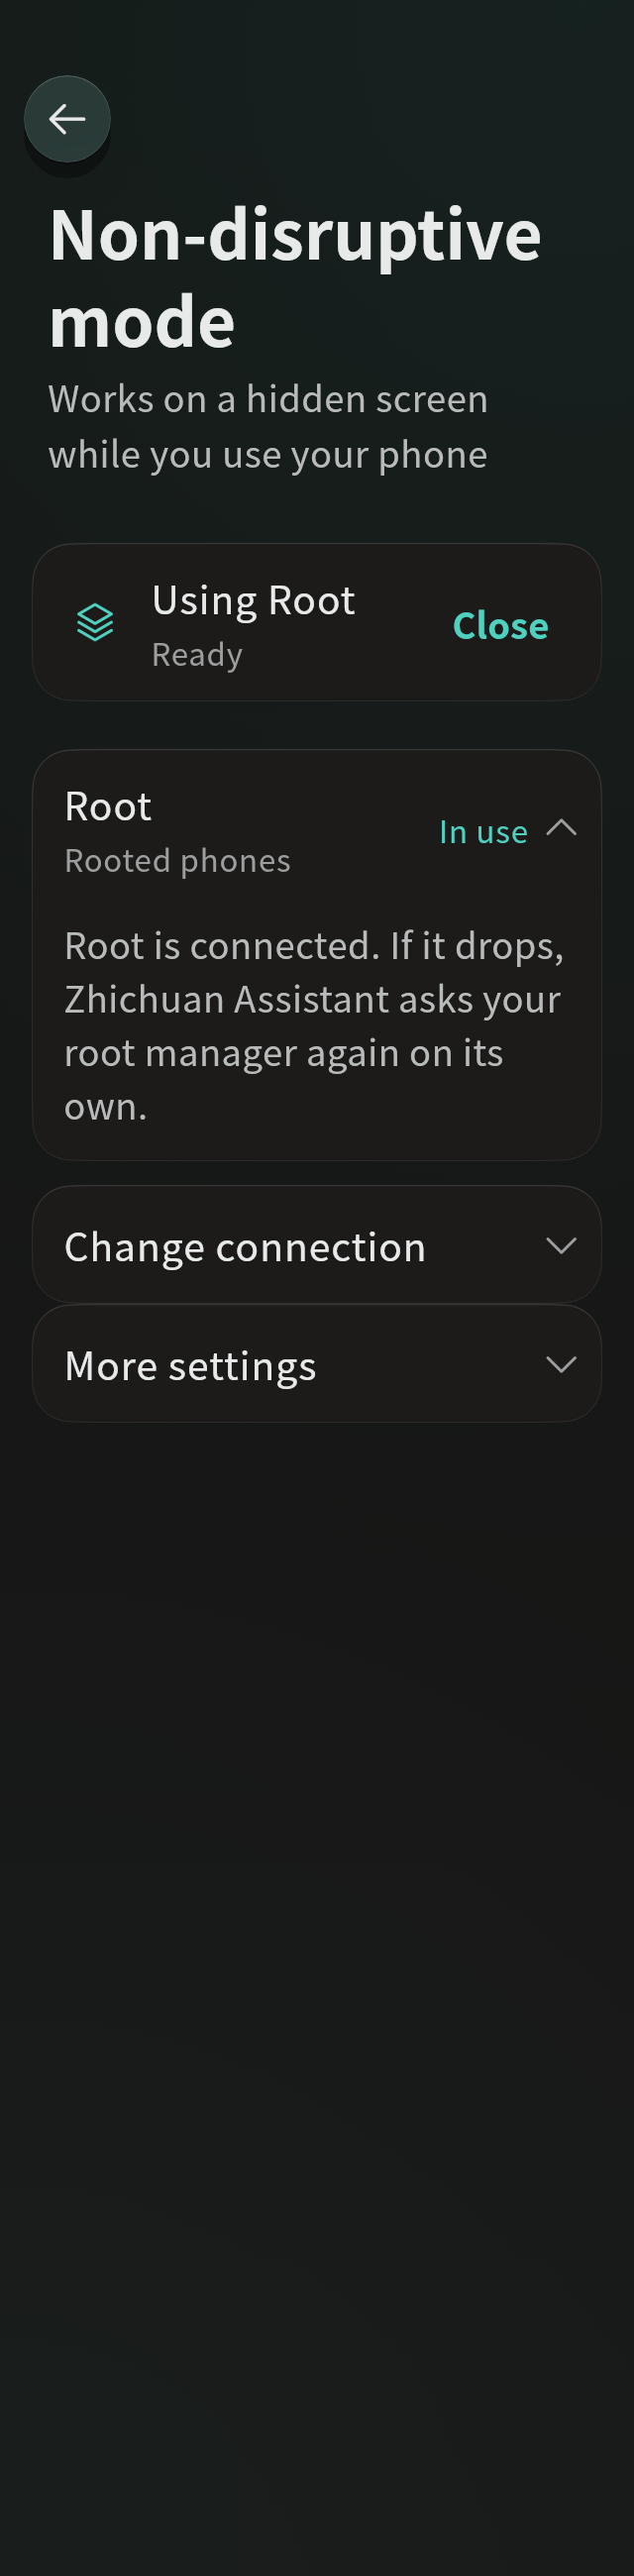 Non-disruptive
mode
Works on a hidden screen
while you use your phone
Using Root
Ready
Close
Root
Rooted phones
In use
Root is connected. If it drops,
Zhichuan Assistant asks your
root manager again on its
own.
Change connection
More settings